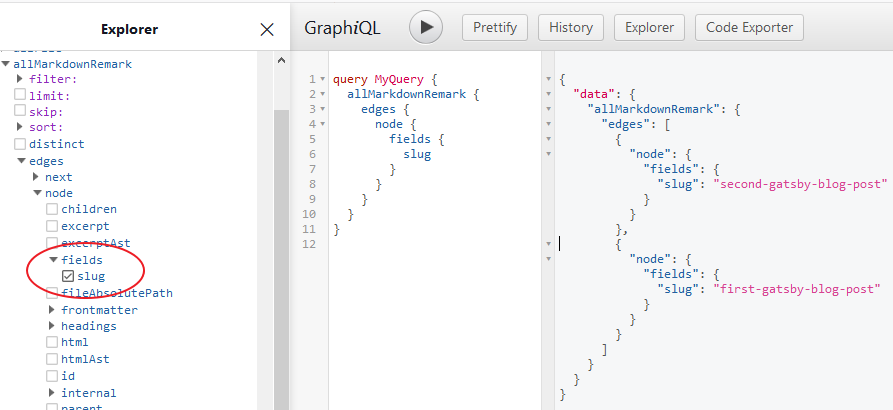 Explorer
GraphiQL
Prettify
History
Explorer
Code Exporter
allMarkdownRemark
filter:
limit:
skip:
sort:
distinct
edges
next
node
children
excerpt
excerptAst
fields
slug
fileAbsolutePath
frontmatter
headings
html
htmlAst
id
internal
parent
1 query MyQuery {
2 allMarkdownRemark {
3 edges {
4 node {
5 fields {
6 slug
7 }
8 }
9 }
10 }
11 }
12
{
"data": {
"allMarkdownRemark": {
"edges": [
{
"node": {
"fields": {
"slug": "second-gatsby-blog-post"
}
}
},
{
"node": {
"fields": {
"slug": "first-gatsby-blog-post"
}
}
}
]
}
}
}